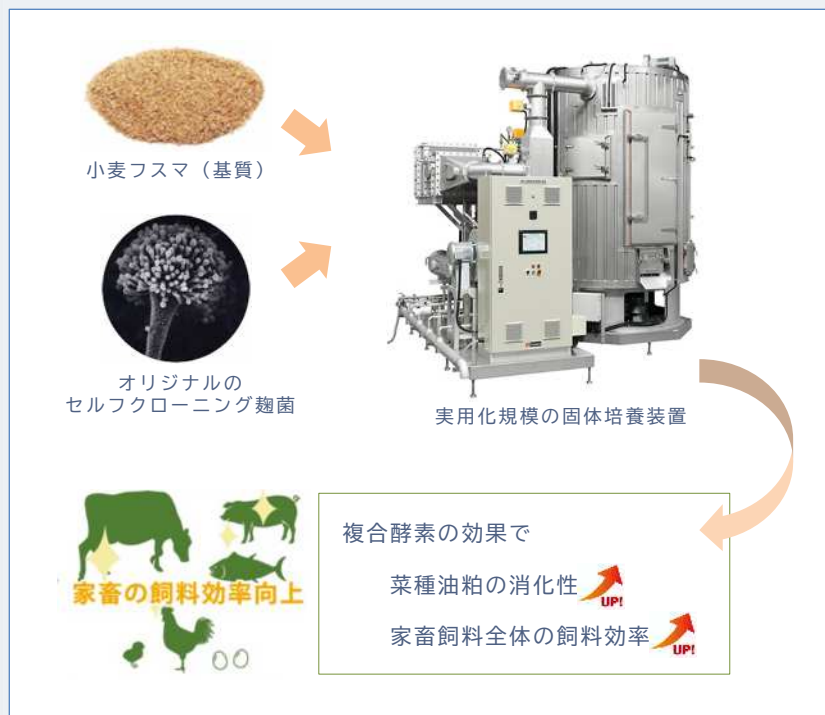 小麦フスマ（基質）
オリジナルの
セルフクローニング麹菌
実用化規模の固体培養装置
複合酵素の効果で
菜種油粕の消化性
UP!
家畜飼料全体の飼料効率
UP!
家畜の飼料効率向上